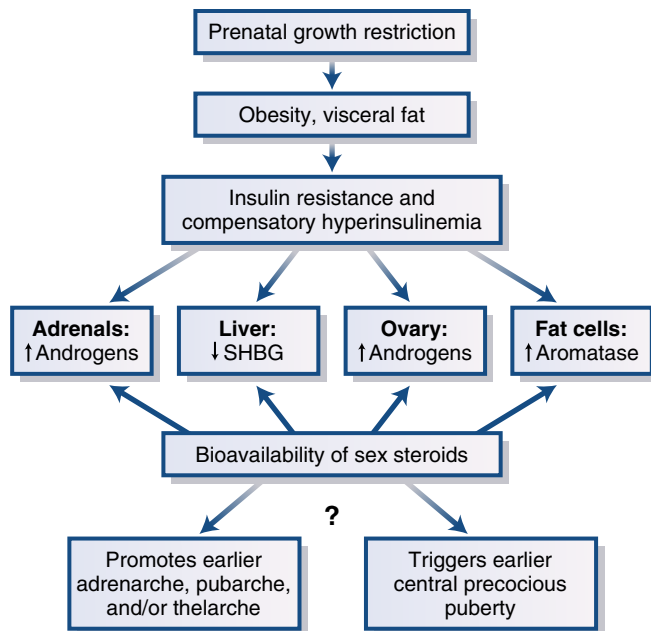 Prenatal growth restriction
Obesity, visceral fat
Insulin resistance and
compensatory hyperinsulinemia
Adrenals:
↑Androgens
Liver:
↓ SHBG
Ovary:
↑Androgens
Fat cells:
↑Aromatase
Bioavailability of sex steroids
?
Promotes earlier
adrenarche, pubarche,
and/or thelarche
Triggers earlier
central precocious
puberty